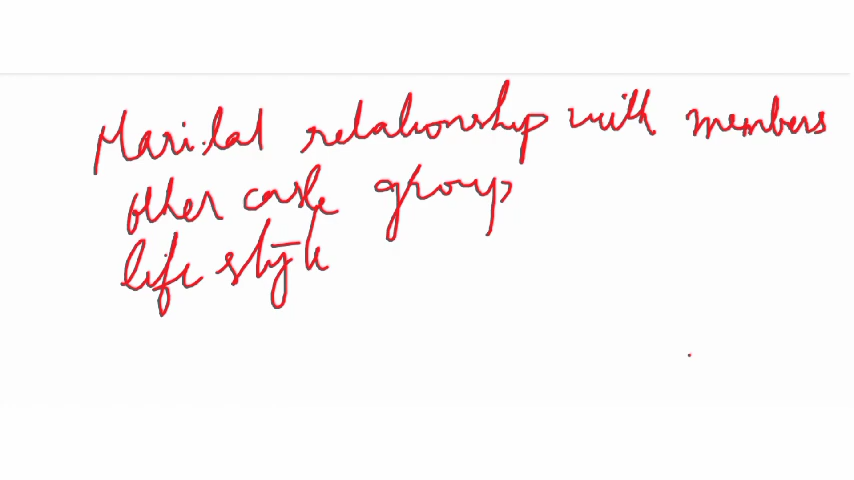 Marital relationship with members
other caste group
life style